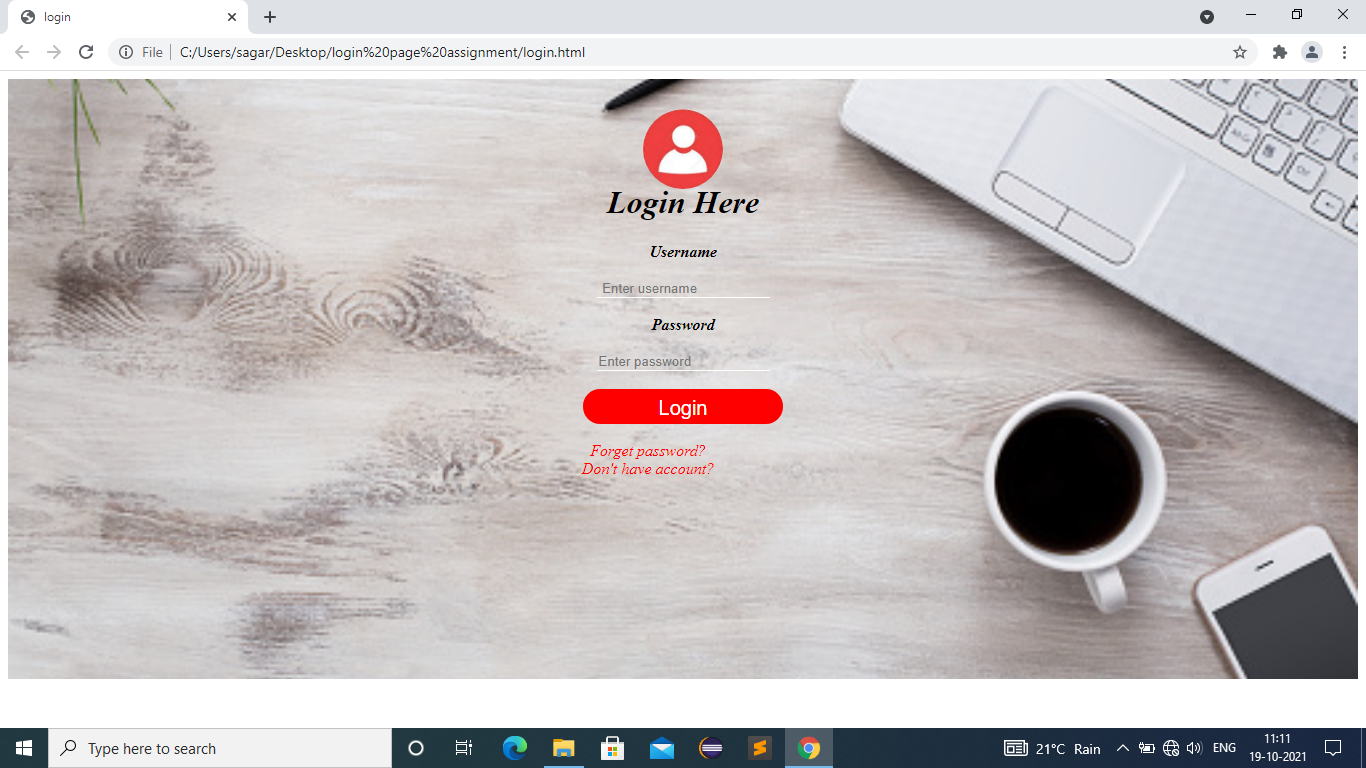 login
File
C:/Users/sagar/Desktop/login%20page%20assignment/login.html
Login Here
Username
Enter username
Password
Enter password
Login
Forget password?
Don't have account?
Type here to search
21°C Rain
ENG
11:11
19-10-2021